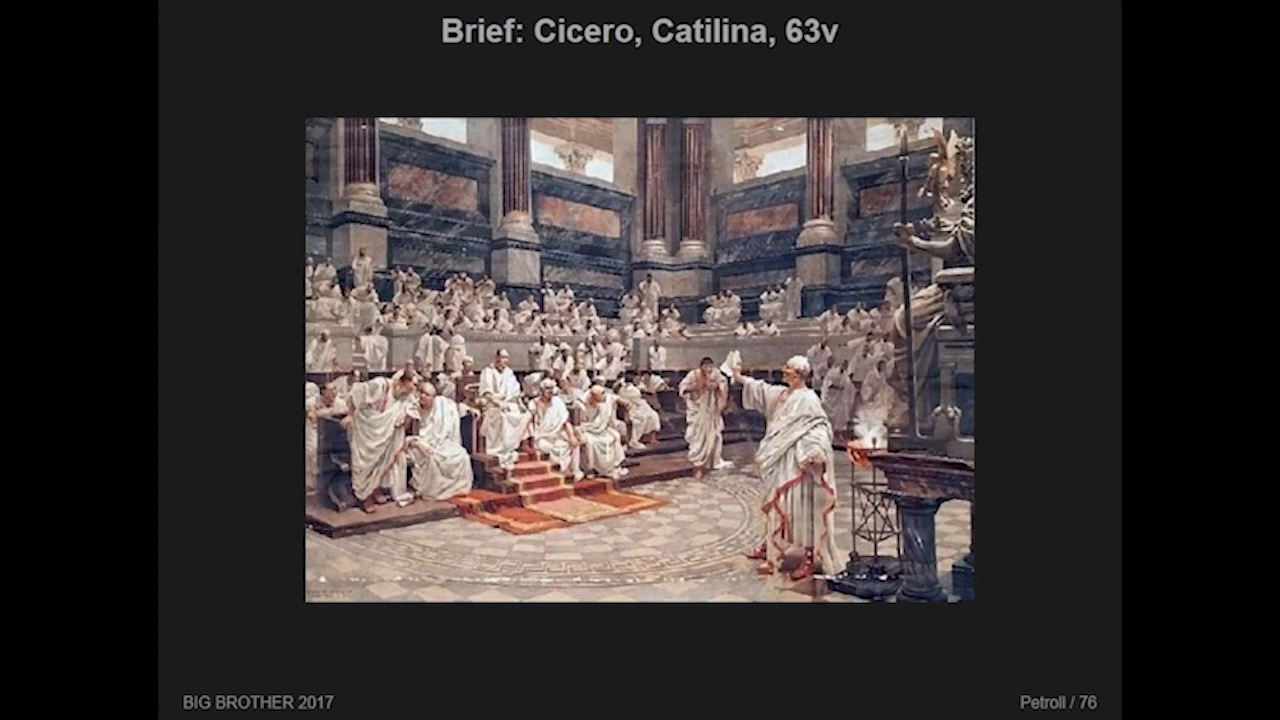 Brief: Cicero, Catilina, 63v
BIG BROTHER 2017
Petroll / 76